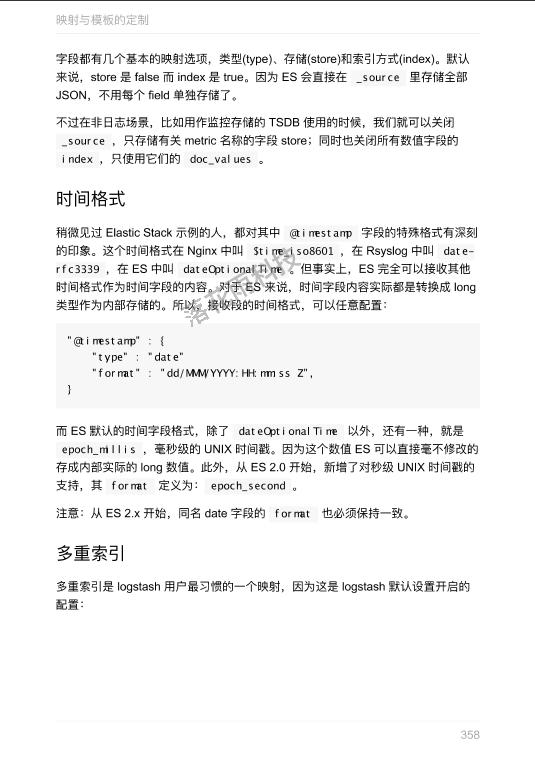 映射与模板的定制
字段都有几个基本的映射选项，类型(type)、存储(store)和索引方式(index)。默认
来说，store 是 false 而 index 是 true。因为 ES 会直接在 _source 里存储全部
JSON，不用每个 field 单独存储了。
不过在非日志场景，比如用作监控存储的 TSDB 使用的时候，我们就可以关闭
_source ，只存储有关 metric 名称的字段 store；同时也关闭所有数值字段的
index ，只使用它们的 doc_values 。
时间格式
稍微见过 Elastic Stack 示例的人，都对其中 @timestamp 字段的特殊格式有深刻
的印象。这个时间格式在 Nginx 中叫 $time_iso8601 ，在 Rsyslog 中叫 date-
rfc3339 ，在 ES 中叫 dateOptionalTime 。但事实上，ES 完全可以接收其他
时间格式作为时间字段的内容。对于 ES 来说，时间字段内容实际都是转换成 long
类型作为内部存储的。所以，接收段的时间格式，可以任意配置：
"@timestamp" : {
"type" : "date"
"format" : "dd/MMM/YYYY:HH:mm:ss Z",
}
而 ES 默认的时间字段格式，除了 dateOptionalTime 以外，还有一种，就是
epoch_millis ，毫秒级的 UNIX 时间戳。因为这个数值 ES 可以直接毫不修改的
存成内部实际的 long 数值。此外，从 ES 2.0 开始，新增了对秒级 UNIX 时间戳的
支持，其 format 定义为： epoch_second 。
注意：从 ES 2.x 开始，同名 date 字段的 format 也必须保持一致。
多重索引
多重索引是 logstash 用户最习惯的一个映射，因为这是 logstash 默认设置开启的
配置：
358
落花雨科技